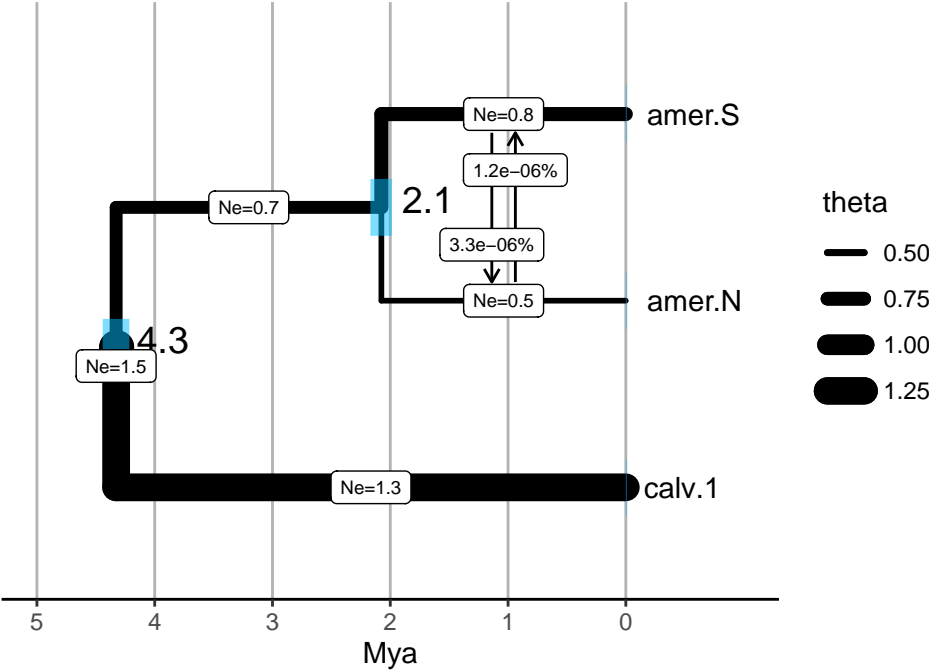 Ne=0.8
amer.S
1.2e−06%
Ne=0.7
2.1
theta
3.3e−06%
0.50
Ne=0.5
amer.N
0.75
4.3
1.00
Ne=1.5
1.25
Ne=1.3
calv.1
5 4 3 2 1 0
Mya